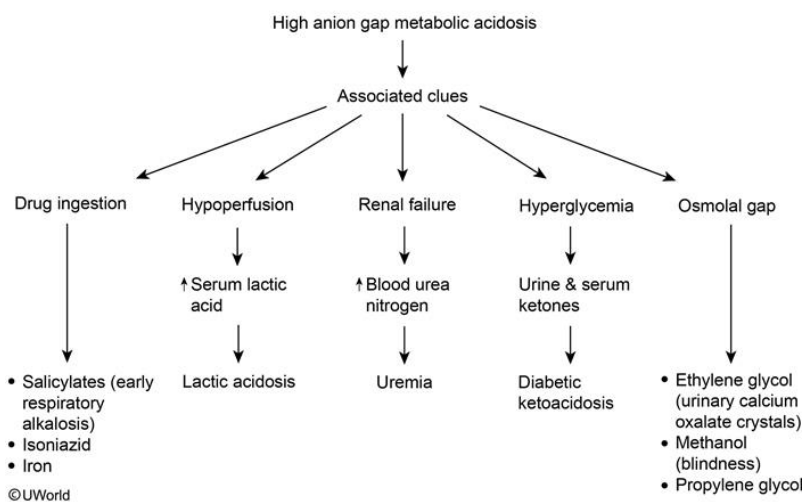 High anion gap metabolic acidosis
Associated clues
Drug ingestion
Hypoperfusion
Renal failure
Hyperglycemia
Osmolal gap
↑ Serum lactic
acid
↑ Blood urea
nitrogen
Urine & serum
ketones
• Salicylates (early
respiratory
alkalosis)
• Isoniazid
• Iron
Lactic acidosis
Uremia
Diabetic
ketoacidosis
• Ethylene glycol
(urinary calcium
oxalate crystals)
• Methanol
(blindness)
• Propylene glycol
©UWorld